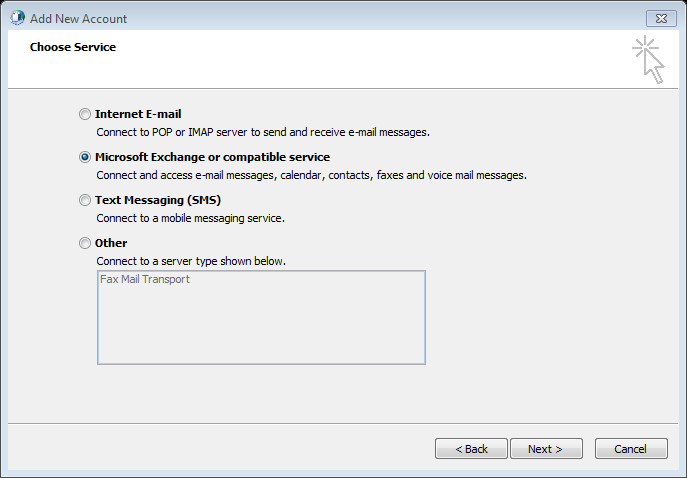 Add New Account
Choose Service
Internet E-mail
Connect to POP or IMAP server to send and receive e-mail messages.
Microsoft Exchange or compatible service
Connect and access e-mail messages, calendar, contacts, faxes and voice mail messages.
Text Messaging (SMS)
Connect to a mobile messaging service.
Other
Connect to a server type shown below.
Fax Mail Transport
< Back Next > Cancel